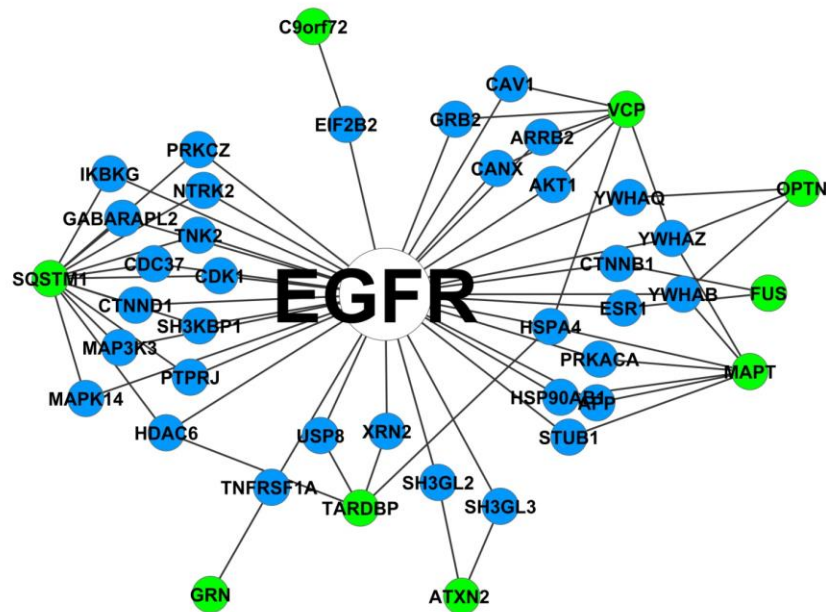 C9orf72
CAV1
VCP
GRB2
EIF2B2
ARRB2
PRKCZ
CANX
IKBKG
AKT1
NTRK2
OPTN
YWHAQ
GABARAPL2
TNK2
YWHAZ
CDC37
CTNNB1
SQSTM1
CDK1
EGFR
YWHAB
FUS
CTNND1
ESR1
SH3KBP1
HSPA4
MAP3K3
PRKACA
MAPT
PTPRJ
MAPK14
HSP90AB1
APP
HDAC6
USP8
XRN2
STUB1
TNFRSF1A
SH3GL2
TARDBP
SH3GL3
GRN
ATXN2